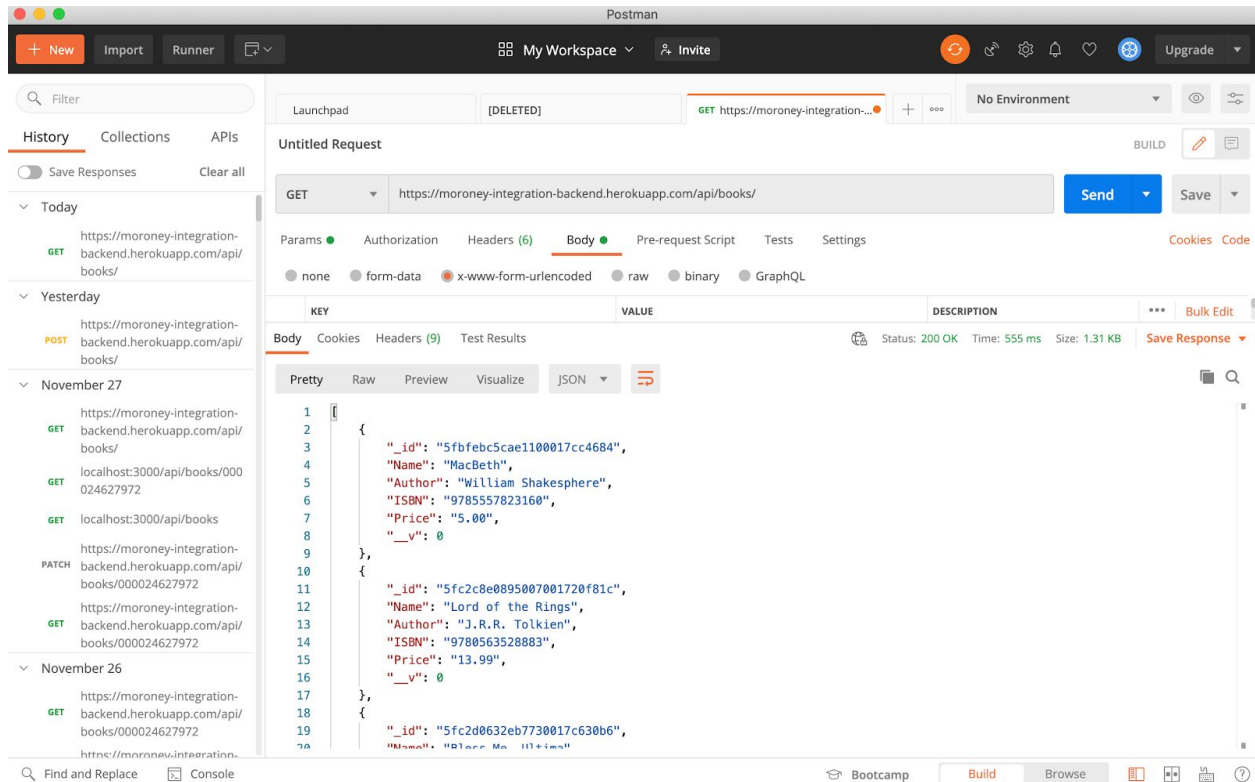 Postman
+ New Import Runner My Workspace Invite Upgrade
Filter
History Collections APIs
Save Responses Clear all
Today
GET https://moroney-integration-
backend.herokuapp.com/api/
books/
Yesterday
POST https://moroney-integration-
backend.herokuapp.com/api/
books/
November 27
GET https://moroney-integration-
backend.herokuapp.com/api/
books/
GET localhost:3000/api/books/000
024627972
GET localhost:3000/api/books
PATCH https://moroney-integration-
backend.herokuapp.com/api/
books/000024627972
GET https://moroney-integration-
backend.herokuapp.com/api/
books/000024627972
November 26
GET https://moroney-integration-
backend.herokuapp.com/api/
books/000024627972
https://moroney-integration-
Launchpad [DELETED] GET https://moroney-integration-... + ooo No Environment
Untitled Request BUILD
GET https://moroney-integration-backend.herokuapp.com/api/books/ Send Save
Params Authorization Headers (6) Body Pre-request Script Tests Settings Cookies Code
none form-data x-www-form-urlencoded raw binary GraphQL
KEY VALUE DESCRIPTION ••• Bulk Edit
Body Cookies Headers (9) Test Results Status: 200 OK Time: 555 ms Size: 1.31 KB Save Response
Pretty Raw Preview Visualize JSON
1 [
2 {
3 "_id": "5fbfebc5cae1100017cc4684",
4 "Name": "MacBeth",
5 "Author": "William Shakesphere",
6 "ISBN": "9785557823160",
7 "Price": "5.00",
8 "__v": 0
9 },
10 {
11 "_id": "5fc2c8e0895007001720f81c",
12 "Name": "Lord of the Rings",
13 "Author": "J.R.R. Tolkien",
14 "ISBN": "9780563528883",
15 "Price": "13.99",
16 "__v": 0
17 },
18 {
19 "_id": "5fc2d0632eb7730017c630b6",
20 "Name": "Bless Me, Ultima"
Find and Replace Console Bootcamp Build Browse